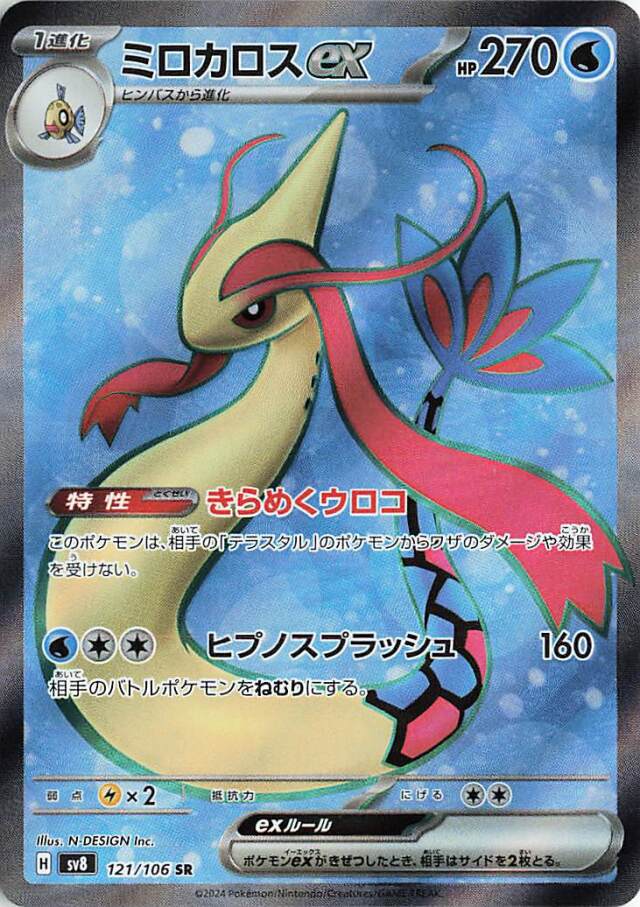 1進化
ミロカロスex
HP270
ヒンバスから進化
特性
とくせい
きらめくウロコ
このポケモンは、相手の「テラスタル」のポケモンからワザのダメージや効果
を受けない。
ヒプノスプラッシュ 160
相手のバトルポケモンをねむりにする。
弱点 ×2 抵抗力 にげる
Illus. N-DESIGN Inc.
exルール
ポケモンexがきぜつしたとき、相手はサイドを2枚とる。
H sv8 121/106 SR
©2024 Pokémon/Nintendo/Creatures/GAME FREAK.